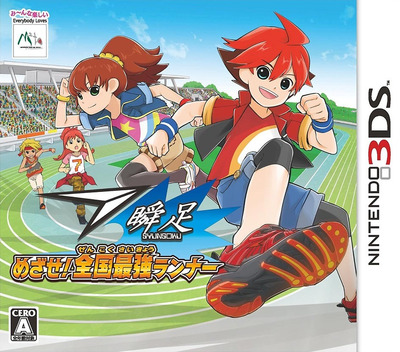 み〜んな楽しい
Everybody Loves
NINTENDO 3DS
瞬足
SYUNSOKU
ぜんこくさいきょう
めざせ!全国最強ランナー
7
CERO
A